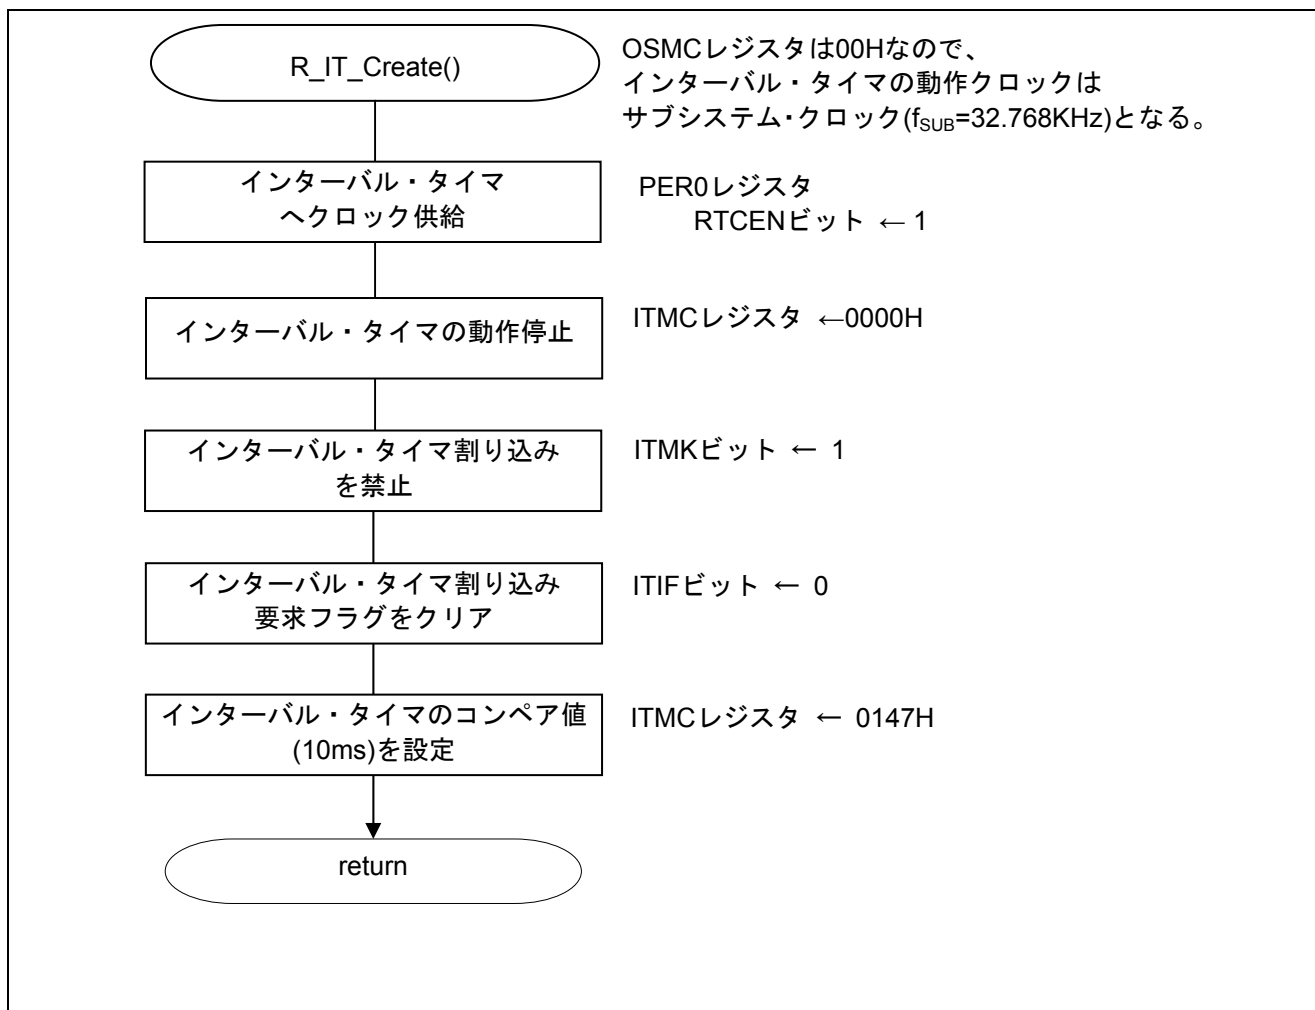 R_IT_Create()
OSMCレジスタは00Hなので、
インターバル・タイマの動作クロックは
サブシステム・クロック(fSUB=32.768KHz)となる。
インターバル・タイマ
へクロック供給
PER0レジスタ
RTCENビット ← 1
インターバル・タイマの動作停止
ITMCレジスタ ←0000H
インターバル・タイマ割り込み
を禁止
ITMKビット ← 1
インターバル・タイマ割り込み
要求フラグをクリア
ITIFビット ← 0
インターバル・タイマのコンペア値
(10ms)を設定
ITMCレジスタ ← 0147H
return